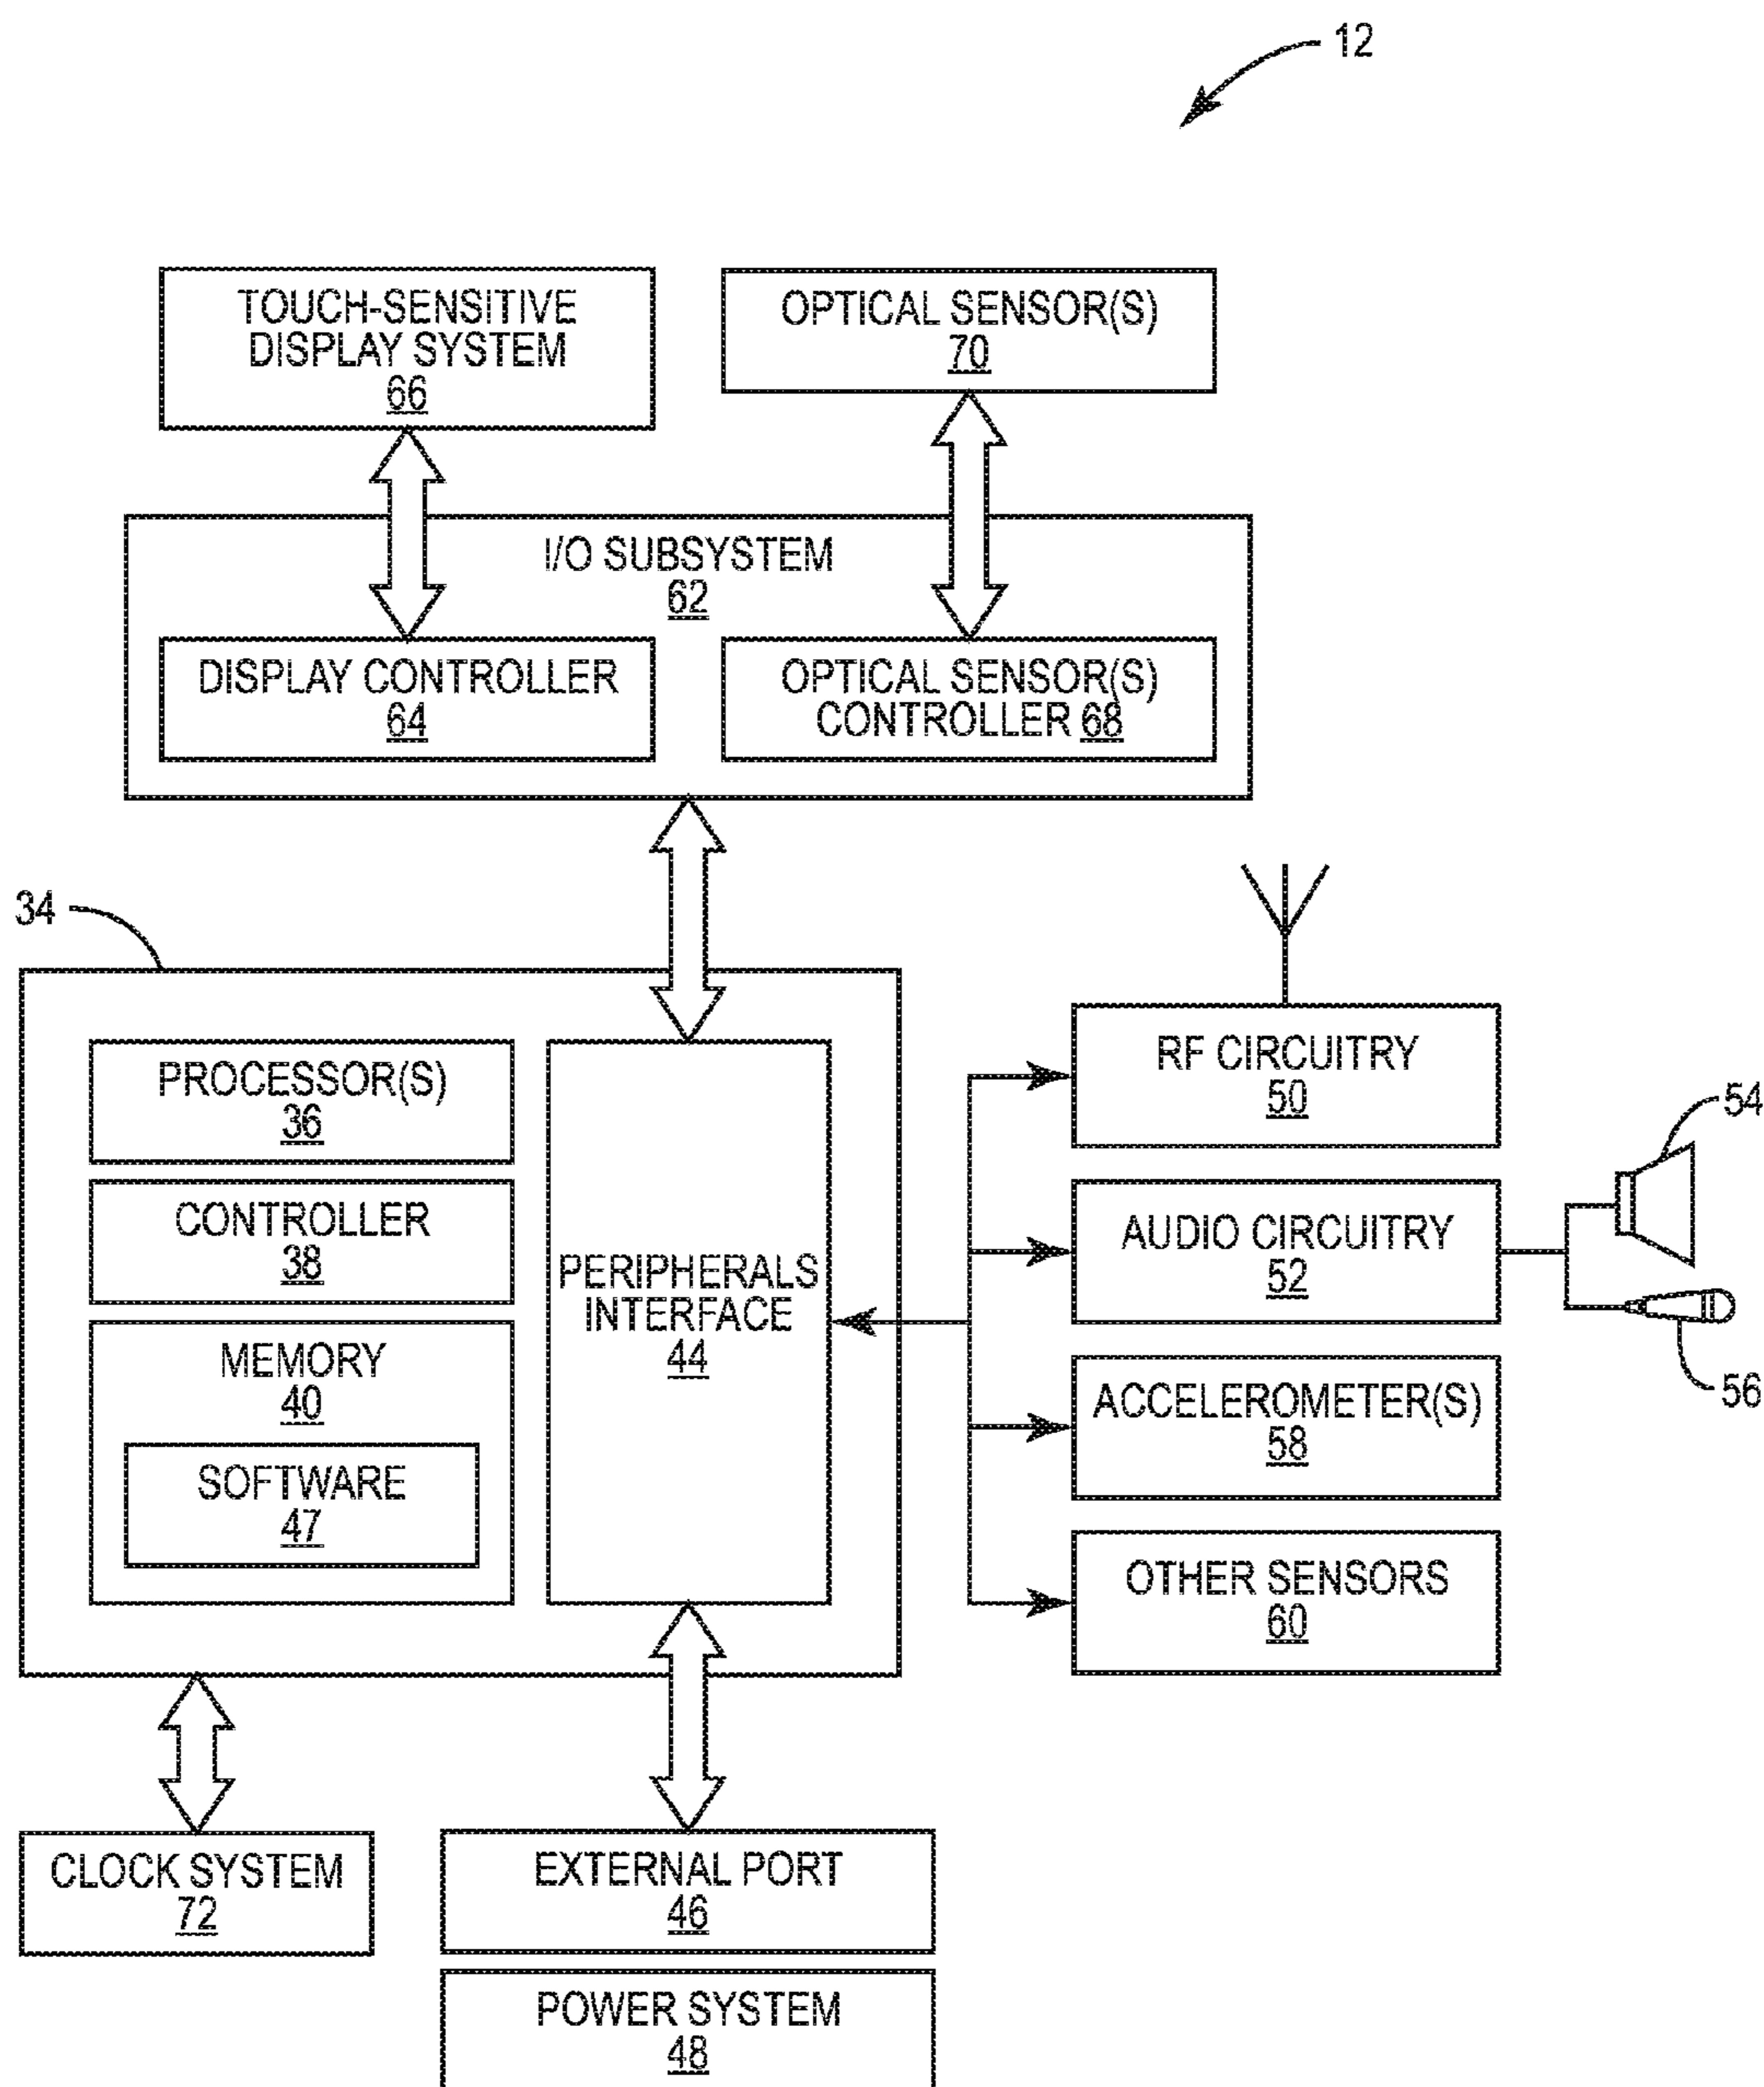 12
TOUCH-SENSITIVE
DISPLAY SYSTEM
66
OPTICAL SENSOR(S)
70
I/O SUBSYSTEM
62
DISPLAY CONTROLLER
64
OPTICAL SENSOR(S)
CONTROLLER 68
34
PROCESSOR(S)
36
CONTROLLER
38
MEMORY
40
SOFTWARE
47
PERIPHERALS
INTERFACE
44
RF CIRCUITRY
50
AUDIO CIRCUITRY
52
54
56
ACCELEROMETER(S)
58
OTHER SENSORS
60
CLOCK SYSTEM
72
EXTERNAL PORT
46
POWER SYSTEM
48